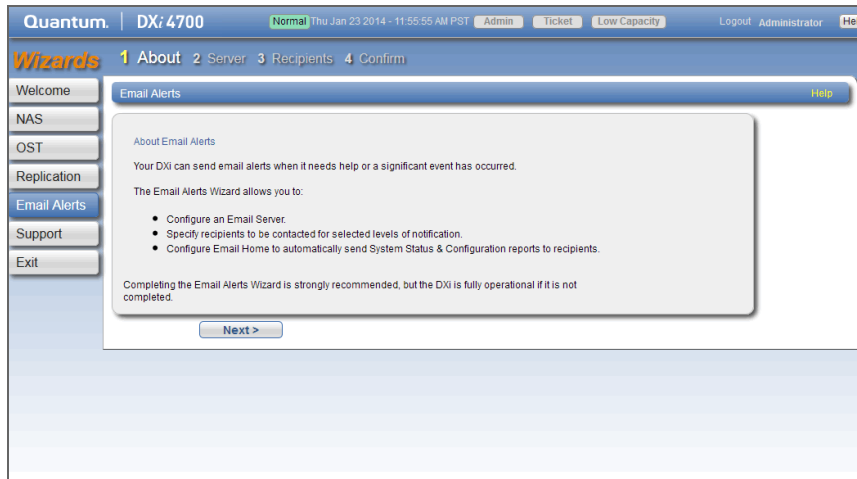 Quantum. DXi 4700 Normal Thu Jan 23 2014 - 11:55:55 AM PST Admin Ticket Low Capacity Logout Administrator He
Wizards 1 About 2 Server 3 Recipients 4 Confirm
Welcome
NAS
OST
Replication
Email Alerts
Support
Exit
Email Alerts Help
About Email Alerts
Your DXi can send email alerts when it needs help or a significant event has occurred.
The Email Alerts Wizard allows you to:
Configure an Email Server.
Specify recipients to be contacted for selected levels of notification.
Configure Email Home to automatically send System Status & Configuration reports to recipients.
Completing the Email Alerts Wizard is strongly recommended, but the DXi is fully operational if it is not
completed.
Next >